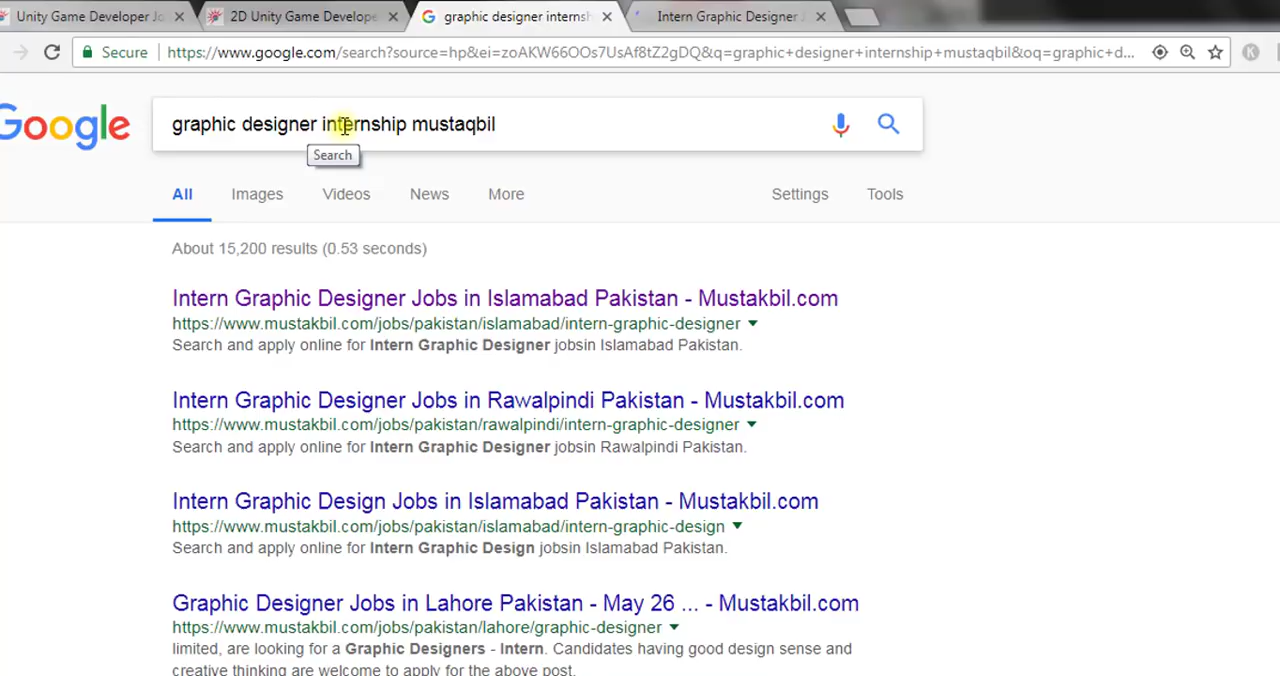 Unity Game Developer Jo
2D Unity Game Develope
graphic designer internsh
Intern Graphic Designer J
Secure
https://www.google.com/search?source=hp&ei=zoAKW66OOs7UsAf8tZ2gDQ&q=graphic+designer+internship+mustaqbil&oq=graphic+d...
K
Google
graphic designer internship mustaqbil
Search
All
Images
Videos
News
More
Settings
Tools
About 15,200 results (0.53 seconds)
Intern Graphic Designer Jobs in Islamabad Pakistan - Mustakbil.com
https://www.mustakbil.com/jobs/pakistan/islamabad/intern-graphic-designer
Search and apply online for Intern Graphic Designer jobsin Islamabad Pakistan.
Intern Graphic Designer Jobs in Rawalpindi Pakistan - Mustakbil.com
https://www.mustakbil.com/jobs/pakistan/rawalpindi/intern-graphic-designer
Search and apply online for Intern Graphic Designer jobsin Rawalpindi Pakistan.
Intern Graphic Design Jobs in Islamabad Pakistan - Mustakbil.com
https://www.mustakbil.com/jobs/pakistan/islamabad/intern-graphic-design
Search and apply online for Intern Graphic Design jobsin Islamabad Pakistan.
Graphic Designer Jobs in Lahore Pakistan - May 26 ... - Mustakbil.com
https://www.mustakbil.com/jobs/pakistan/lahore/graphic-designer
limited, are looking for a Graphic Designers - Intern. Candidates having good design sense and
creative thinking are welcome to apply for the above post.